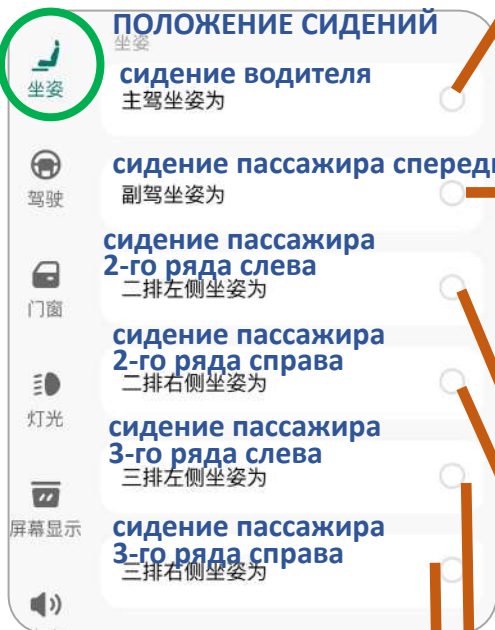 ПОЛОЖЕНИЕ СИДЕНИЙ
坐姿
坐姿
сидение водителя
主驾坐姿为
驾驶
сидение пассажира спереди
副驾坐姿为
门窗
сидение пассажира
2-го ряда слева
二排左侧坐姿为
灯光
сидение пассажира
2-го ряда справа
二排右侧坐姿为
屏幕显示
сидение пассажира
3-го ряда слева
三排左侧坐姿为
сидение пассажира
3-го ряда справа
三排右侧坐姿为